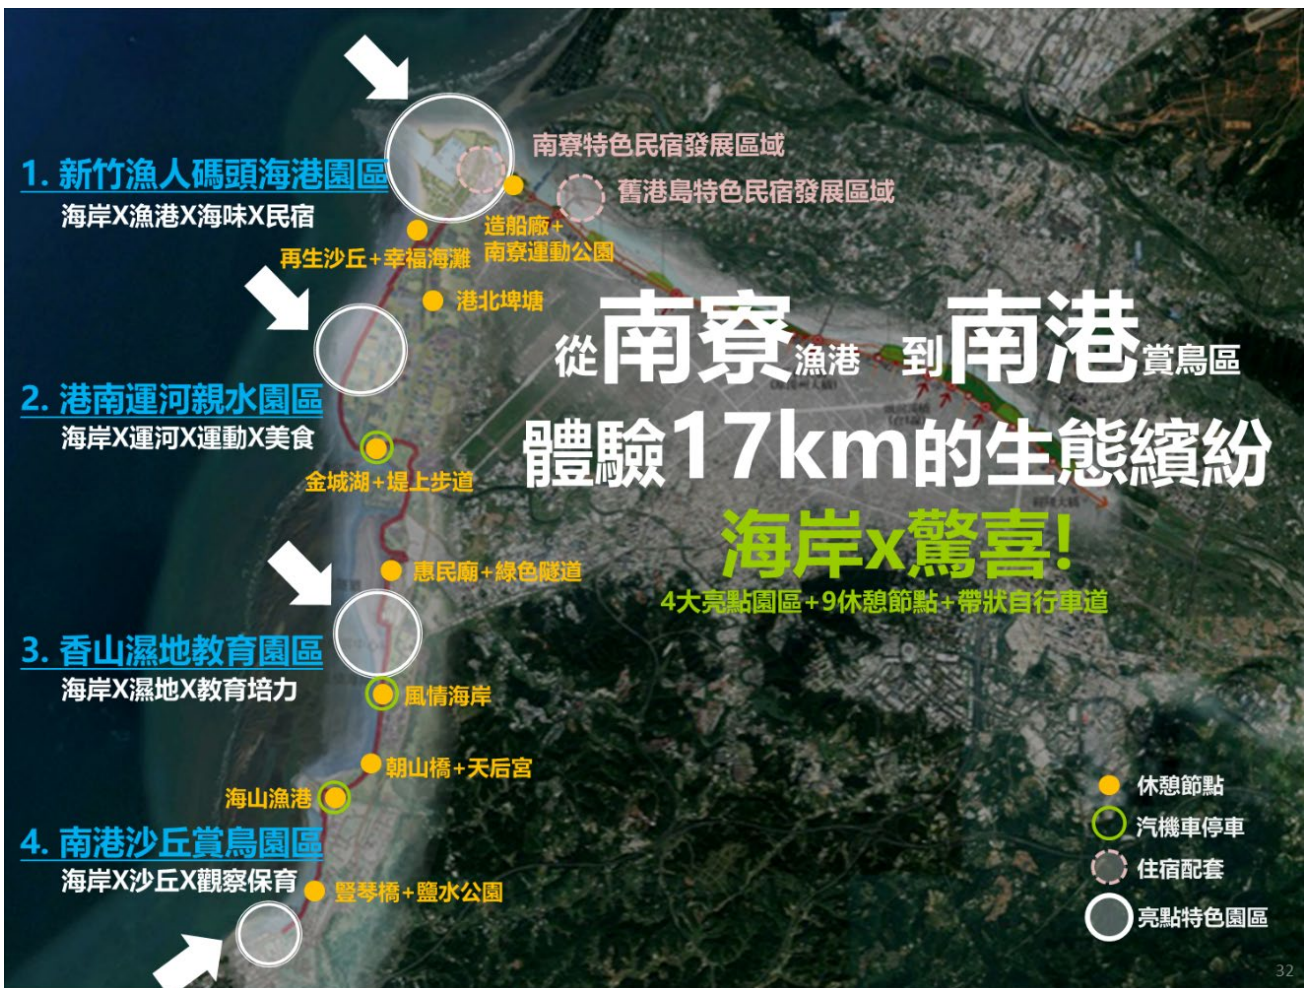 南寮特色民宿發展區域
舊港島特色民宿發展區域
1. 新竹漁人碼頭海港園區
海岸X漁港X海味X民宿
造船廠+
南寮運動公園
再生沙丘+幸福海灘
港北埤塘
從南寮漁港 到南港賞鳥區
體驗17km的生態繽紛
海岸x驚喜!
4大亮點園區+9休憩節點+帶狀自行車道
2. 港南運河親水園區
海岸X運河X運動X美食
金城湖+堤上步道
惠民廟+綠色隧道
3. 香山濕地教育園區
海岸X濕地X教育培力
風情海岸
朝山橋+天后宮
海山漁港
4. 南港沙丘賞鳥園區
海岸X沙丘X觀察保育
豎琴橋+鹽水公園
休憩節點
汽機車停車
住宿配套
亮點特色園區
32